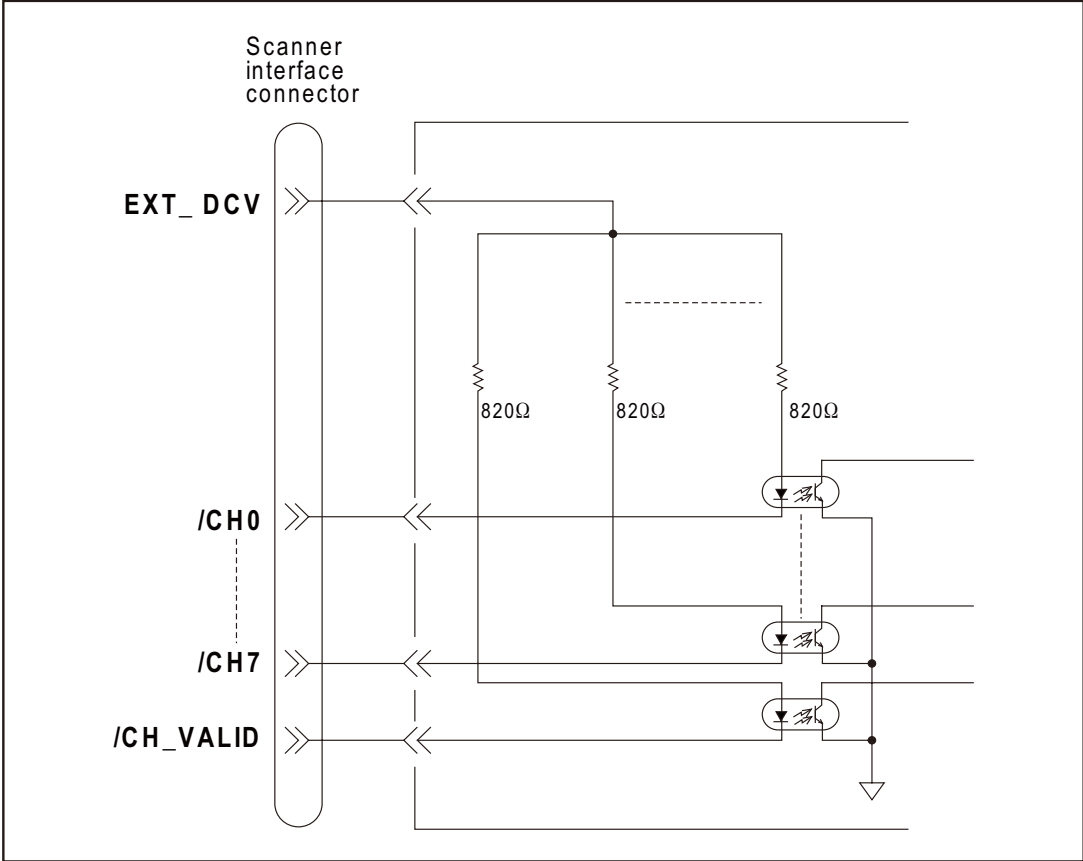 Scanner
interface
connector
EXT_ DCV
820Ω 820Ω 820Ω
/CH0
/CH7
/CH_VALID